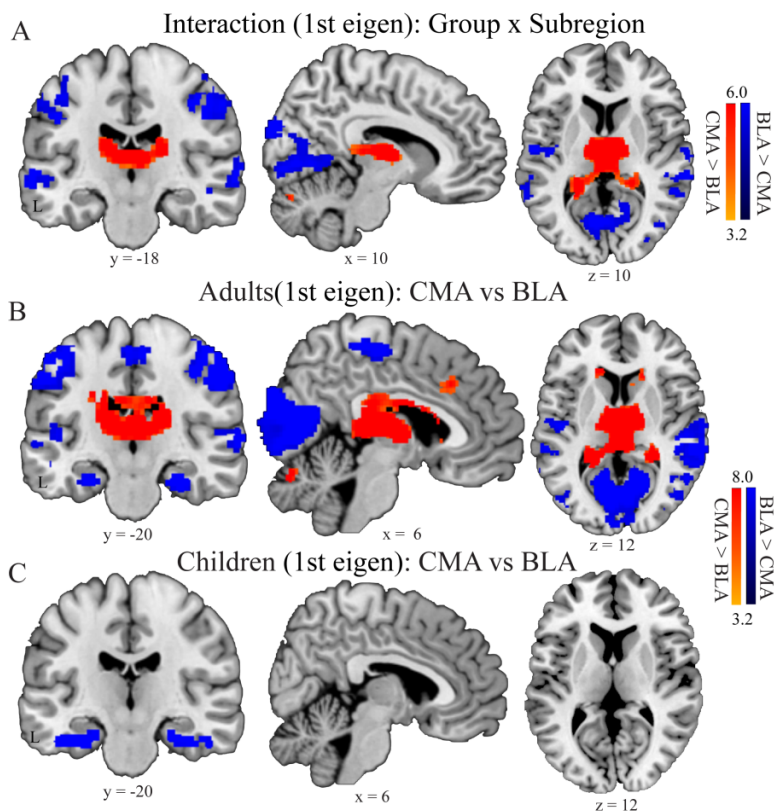 Interaction (1st eigen): Group x Subregion
A
6.0
CMA > BLA
BLA > CMA
3.2
L
y = -18
x = 10
z = 10
Adults(1st eigen): CMA vs BLA
B
L
y = -20
x = 6
z = 12
8.0
CMA > BLA
BLA > CMA
3.2
Children (1st eigen): CMA vs BLA
C
L
y = -20
x = 6
z = 12